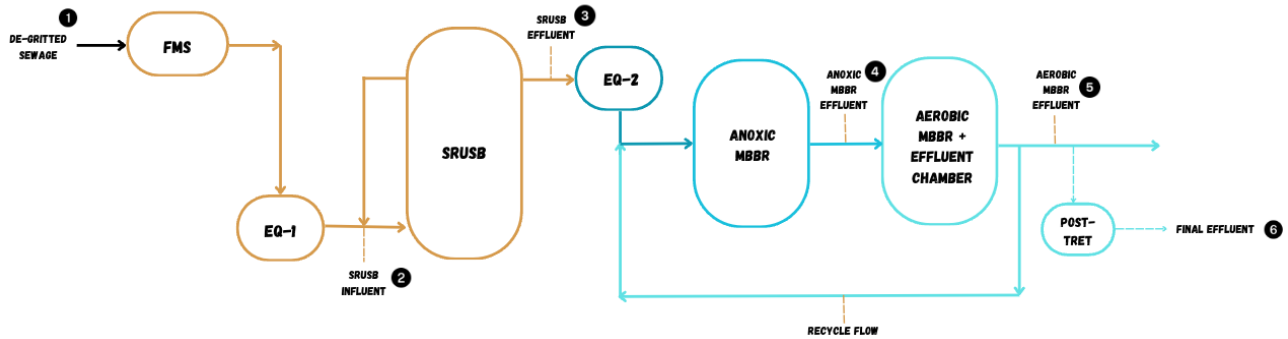 1
DE-GRITTED
SEWAGE
FMS
EQ-1
SRUSB
INFLUENT
2
SRUSB
SRUSB
EFFLUENT
3
EQ-2
ANOXIC
MBBR
ANOXIC
MBBR
EFFLUENT
4
AEROBIC
MBBR +
EFFLUENT
CHAMBER
AEROBIC
MBBR
EFFLUENT
5
POST-
TRET
FINAL EFFLUENT
6
RECYCLE FLOW